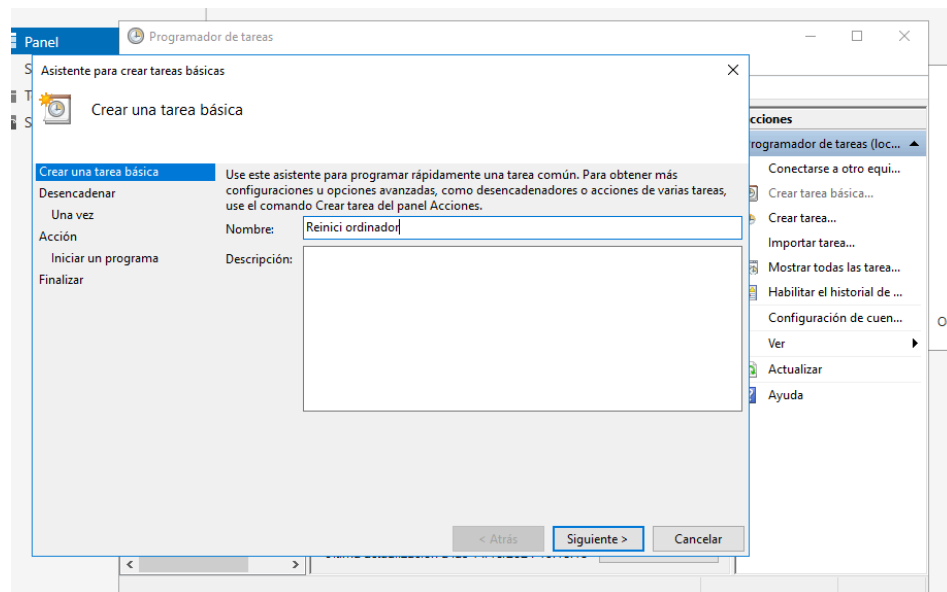 Panel
Programador de tareas
Asistente para crear tareas básicas
Crear una tarea básica
Crear una tarea básica
Desencadenar
Una vez
Acción
Iniciar un programa
Finalizar
Use este asistente para programar rápidamente una tarea común. Para obtener más
configuraciones u opciones avanzadas, como desencadenadores o acciones de varias tareas,
use el comando Crear tarea del panel Acciones.
Nombre:
Reinici ordinador
Descripción:
< Atrás
Siguiente >
Cancelar
cciones
rogramador de tareas (loc...
Conectarse a otro equi...
Crear tarea básica...
Crear tarea...
Importar tarea...
Mostrar todas las tarea...
Habilitar el historial de ...
Configuración de cuen...
Ver
Actualizar
Ayuda